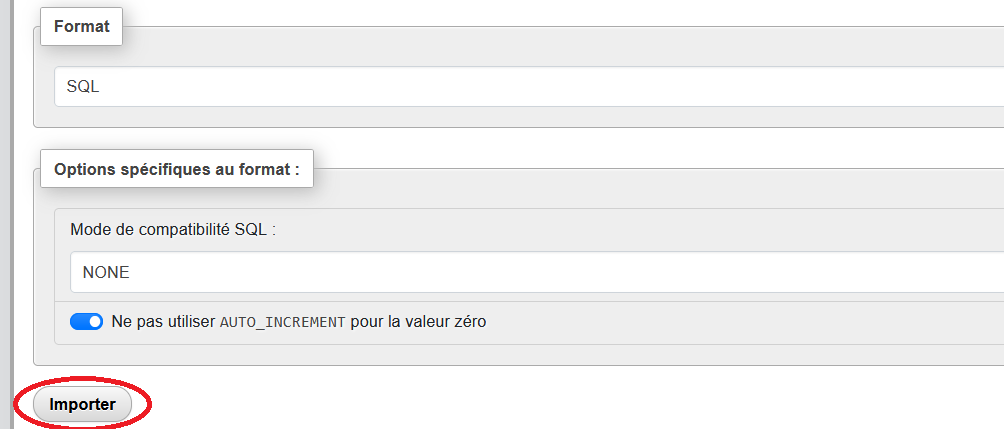 Format
SQL
Options spécifiques au format :
Mode de compatibilité SQL :
NONE
Ne pas utiliser AUTO_INCREMENT pour la valeur zéro
Importer